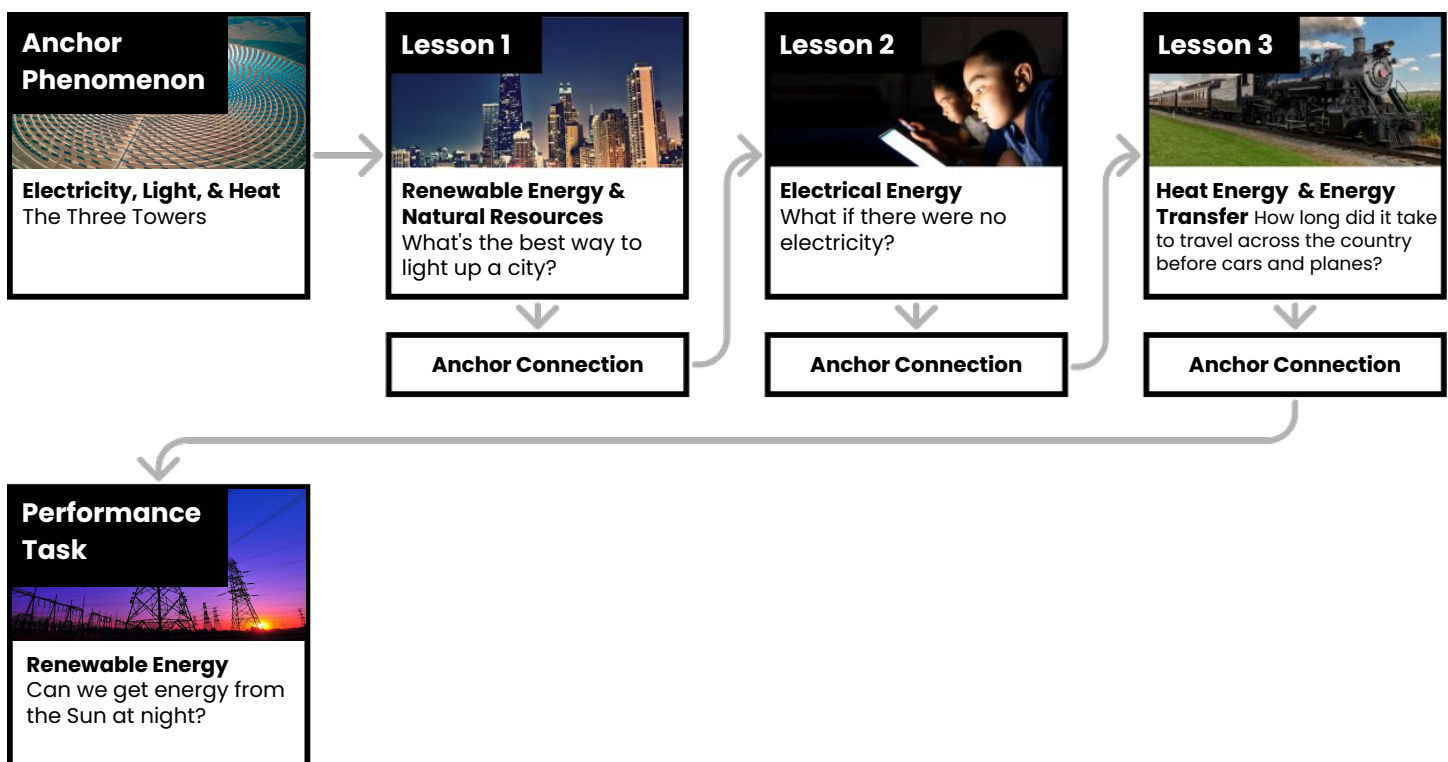 Anchor
Phenomenon
Electricity, Light, & Heat
The Three Towers
Lesson 1
Renewable Energy &
Natural Resources
What's the best way to
light up a city?
Anchor Connection
Lesson 2
Electrical Energy
What if there were no
electricity?
Anchor Connection
Lesson 3
Heat Energy & Energy
Transfer How long did it take
to travel across the country
before cars and planes?
Anchor Connection
Performance
Task
Renewable Energy
Can we get energy from
the Sun at night?